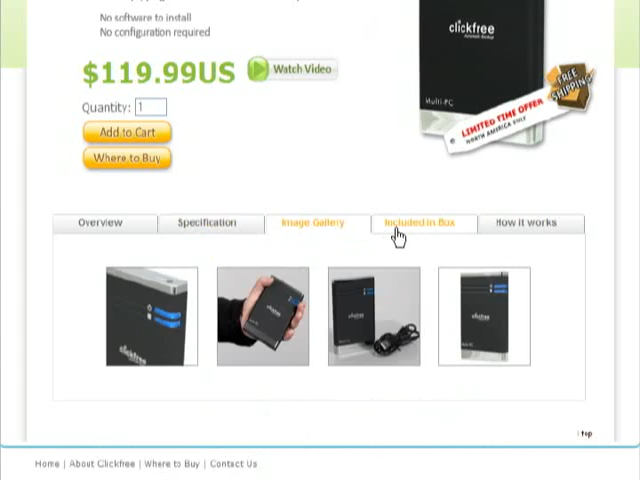 No software to install
No configuration required
$119.99US
Watch Video
Quantity: 1
Add to Cart
Where to Buy
clickfree
Automatic Backup
Multi-PC
FREE SHIPPING
LIMITED TIME OFFER
NORTH AMERICA ONLY
Overview
Specification
Image Gallery
Included in Box
How it works
clickfree
clickfree
clickfree
clickfree
top
Home | About Clickfree | Where to Buy | Contact Us